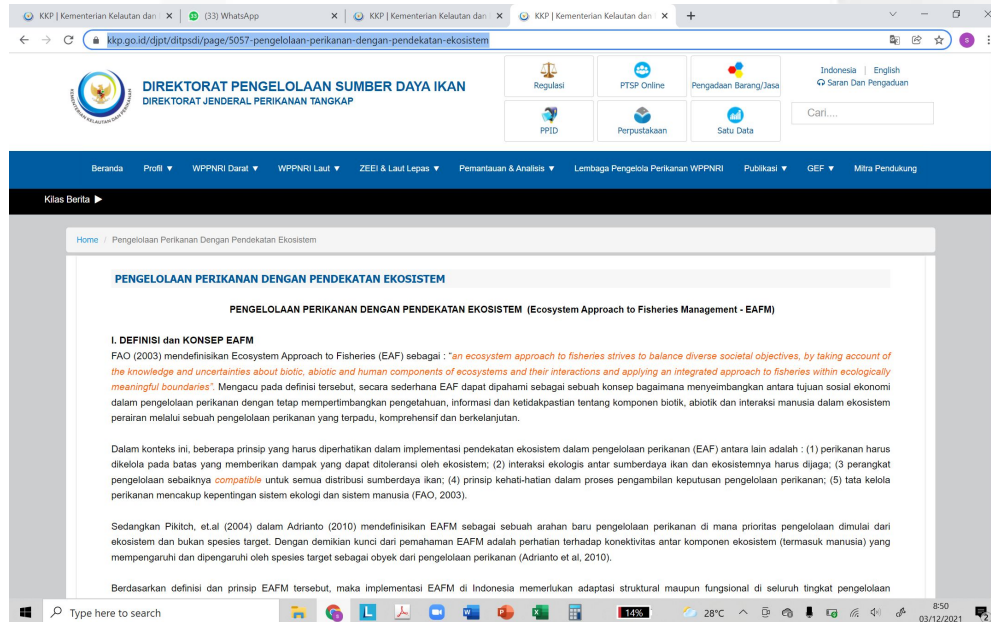 KKP | Kementerian Kelautan dan
(33) WhatsApp
KKP | Kementerian Kelautan dan
KKP | Kementerian Kelautan dan
kkp.go.id/djpt/ditpsdi/page/5057-pengelolaan-perikanan-dengan-pendekatan-ekosistem
s
DIREKTORAT PENGELOLAAN SUMBER DAYA IKAN
DIREKTORAT JENDERAL PERIKANAN TANGKAP
KEMENTERIAN KELAUTAN DAN PERIKANAN
Regulasi
PTSP Online
Pengadaan Barang/Jasa
PPID
Perpustakaan
Satu Data
Indonesia | English
Saran Dan Pengaduan
Cari....
Beranda Profil ▼ WPPNRI Darat ▼ WPPNRI Laut ▼ ZEEI & Laut Lepas ▼ Pemantauan & Analisis ▼ Lembaga Pengelola Perikanan WPPNRI Publikasi ▼ GEF ▼ Mitra Pendukung
Kilas Berita ▶
Home / Pengelolaan Perikanan Dengan Pendekatan Ekosistem
PENGELOLAAN PERIKANAN DENGAN PENDEKATAN EKOSISTEM
PENGELOLAAN PERIKANAN DENGAN PENDEKATAN EKOSISTEM (Ecosystem Approach to Fisheries Management - EAFM)
I. DEFINISI dan KONSEP EAFM
FAO (2003) mendefinisikan Ecosystem Approach to Fisheries (EAF) sebagai : "an ecosystem approach to fisheries strives to balance diverse societal objectives, by taking account of
the knowledge and uncertainties about biotic, abiotic and human components of ecosystems and their interactions and applying an integrated approach to fisheries within ecologically
meaningful boundaries". Mengacu pada definisi tersebut, secara sederhana EAF dapat dipahami sebagai sebuah konsep bagaimana menyeimbangkan antara tujuan sosial ekonomi
dalam pengelolaan perikanan dengan tetap mempertimbangkan pengetahuan, informasi dan ketidakpastian tentang komponen biotik, abiotik dan interaksi manusia dalam ekosistem
perairan melalui sebuah pengelolaan perikanan yang terpadu, komprehensif dan berkelanjutan.
Dalam konteks ini, beberapa prinsip yang harus diperhatikan dalam implementasi pendekatan ekosistem dalam pengelolaan perikanan (EAF) antara lain adalah : (1) perikanan harus
dikelola pada batas yang memberikan dampak yang dapat ditoleransi oleh ekosistem; (2) interaksi ekologis antar sumberdaya ikan dan ekosistemnya harus dijaga; (3 perangkat
pengelolaan sebaiknya compatible untuk semua distribusi sumberdaya ikan; (4) prinsip kehati-hatian dalam proses pengambilan keputusan pengelolaan perikanan; (5) tata kelola
perikanan mencakup kepentingan sistem ekologi dan sistem manusia (FAO, 2003).
Sedangkan Pikitch, et.al (2004) dalam Adrianto (2010) mendefinisikan EAFM sebagai sebuah arahan baru pengelolaan perikanan di mana prioritas pengelolaan dimulai dari
ekosistem dan bukan spesies target. Dengan demikian kunci dari pemahaman EAFM adalah perhatian terhadap konektivitas antar komponen ekosistem (termasuk manusia) yang
mempengaruhi dan dipengaruhi oleh spesies target sebagai obyek dari pengelolaan perikanan (Adrianto et al, 2010).
Berdasarkan definisi dan prinsip EAFM tersebut, maka implementasi EAFM di Indonesia memerlukan adaptasi struktural maupun fungsional di seluruh tingkat pengelolaan
Type here to search
14%
28°C
8:50
03/12/2021
2